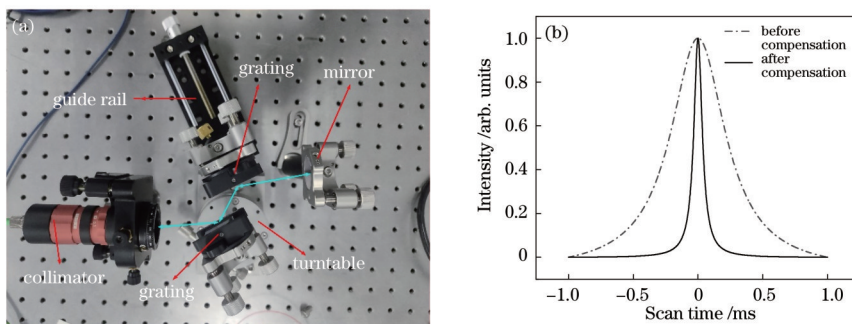 (a)
grating
mirror
guide rail
collimator
grating
turntable
(b)
before
compensation
after
compensation
Intensity /arb. units
1.0
0.8
0.6
0.4
0.2
0
−1.0
−0.5
0
0.5
1.0
Scan time /ms